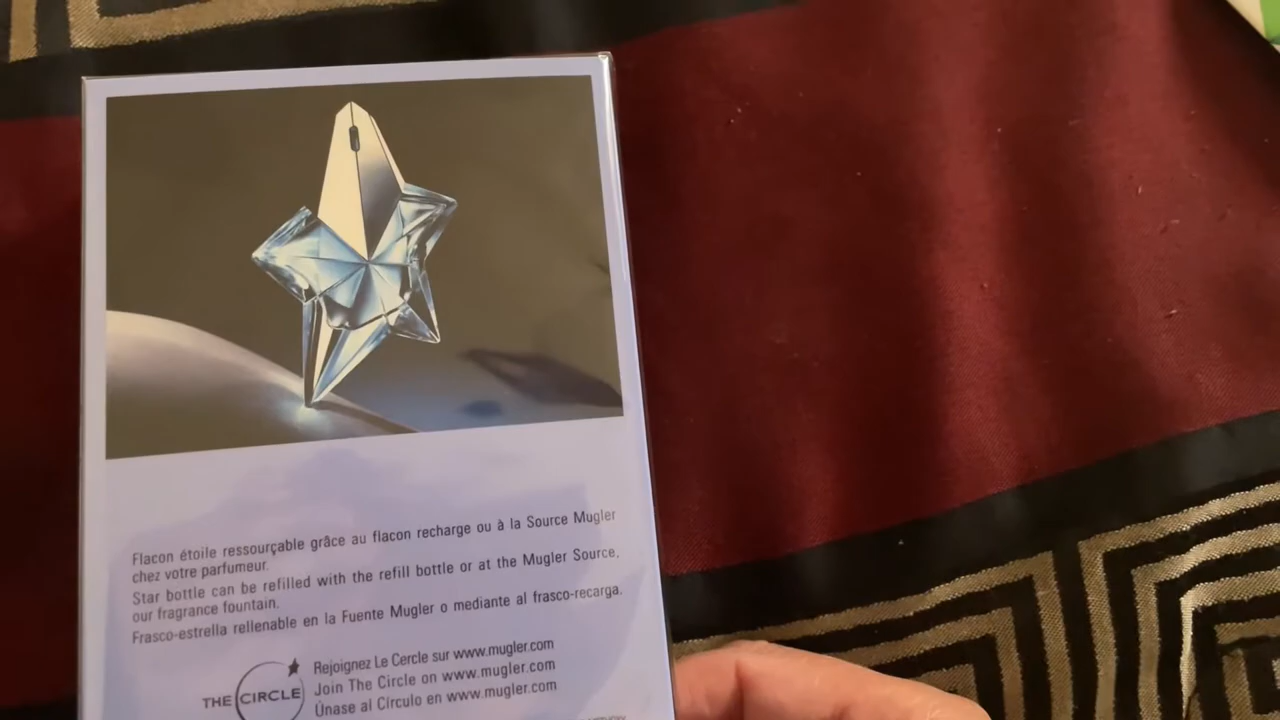 Flacon étoile ressourçable grâce au flacon recharge ou à la Source Mugler
chez votre parfumeur.
Star bottle can be refilled with the refill bottle or at the Mugler Source,
our fragrance fountain.
Frasco-estrella rellenable en la Fuente Mugler o mediante al frasco-recarga.
THE CIRCLE
Rejoignez Le Cercle sur www.mugler.com
Join The Circle on www.mugler.com
Únase al Círculo en www.mugler.com